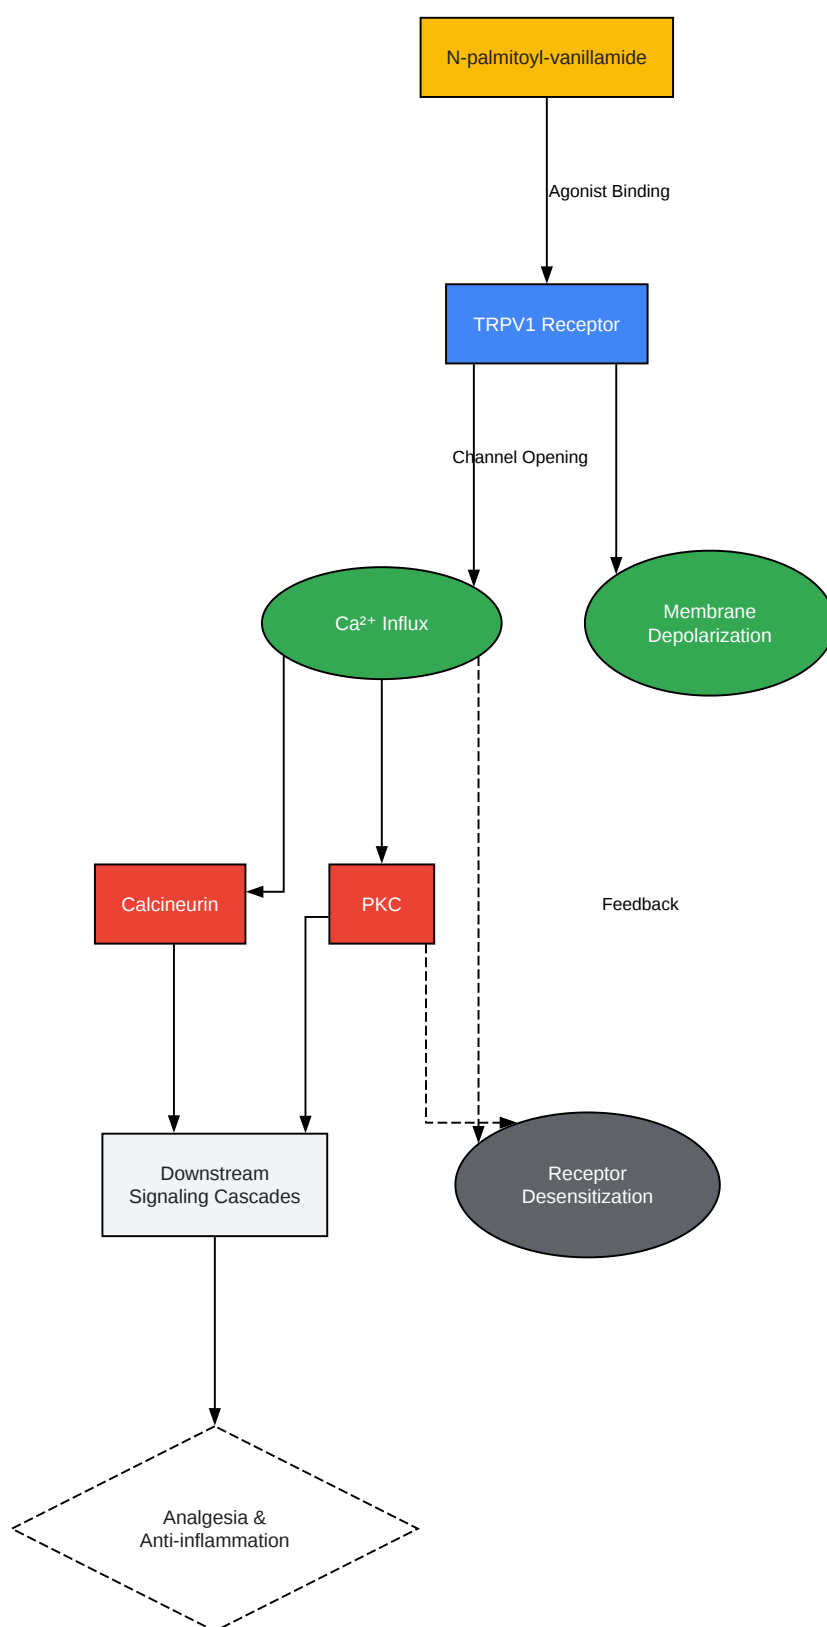 N-palmitoyl-vanillamide
Agonist Binding
TRPV1 Receptor
Channel Opening
Ca²⁺ Influx
Membrane
Depolarization
Calcineurin
PKC
Feedback
Downstream
Signaling Cascades
Receptor
Desensitization
Analgesia &
Anti-inflammation